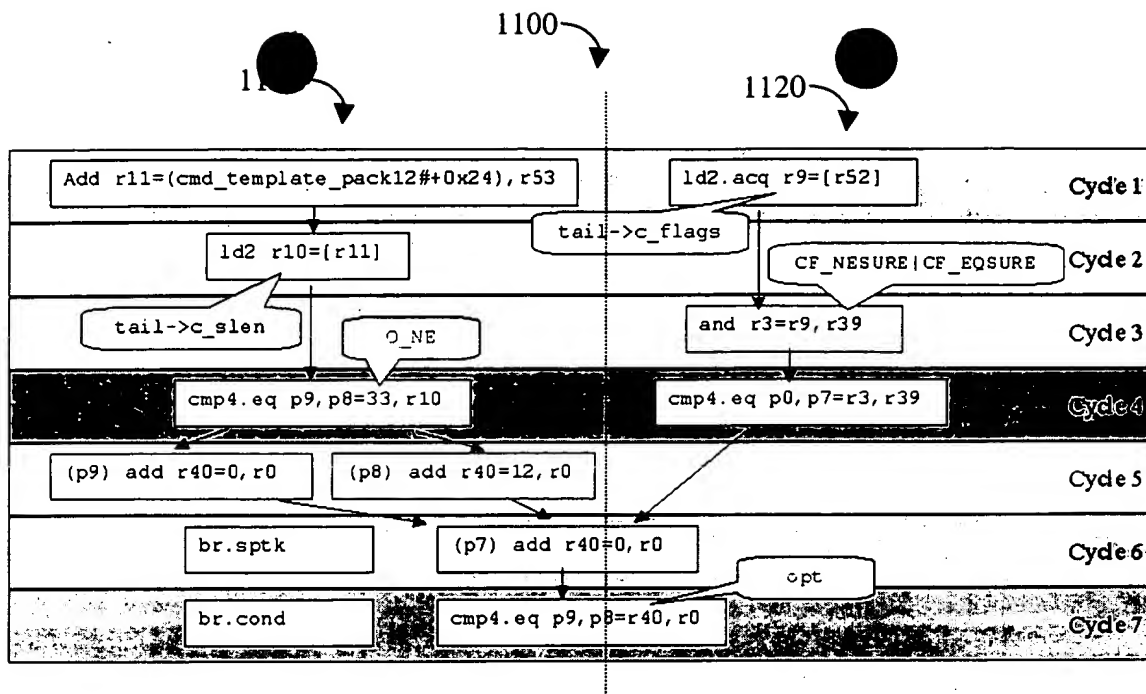 1100
1120
Add r11=(cmd_template_pack12#+0x24),r53
ld2.acq r9=[r52]
Cycle 1
tail->c_flags
ld2 r10=[r11]
CF_NESURE|CF_EQSURE
Cycle 2
tail->c_slen
O_NE
and r3=r9,r39
Cycle 3
cmp4.eq p9,p8=33,r10
cmp4.eq p0,p7=r3,r39
Cycle 4
(p9) add r40=0,r0
(p8) add r40=12,r0
Cycle 5
br.sptk
(p7) add r40=0,r0
Cycle 6
opt
br.cond
cmp4.eq p9,p8=r40,r0
Cycle 7